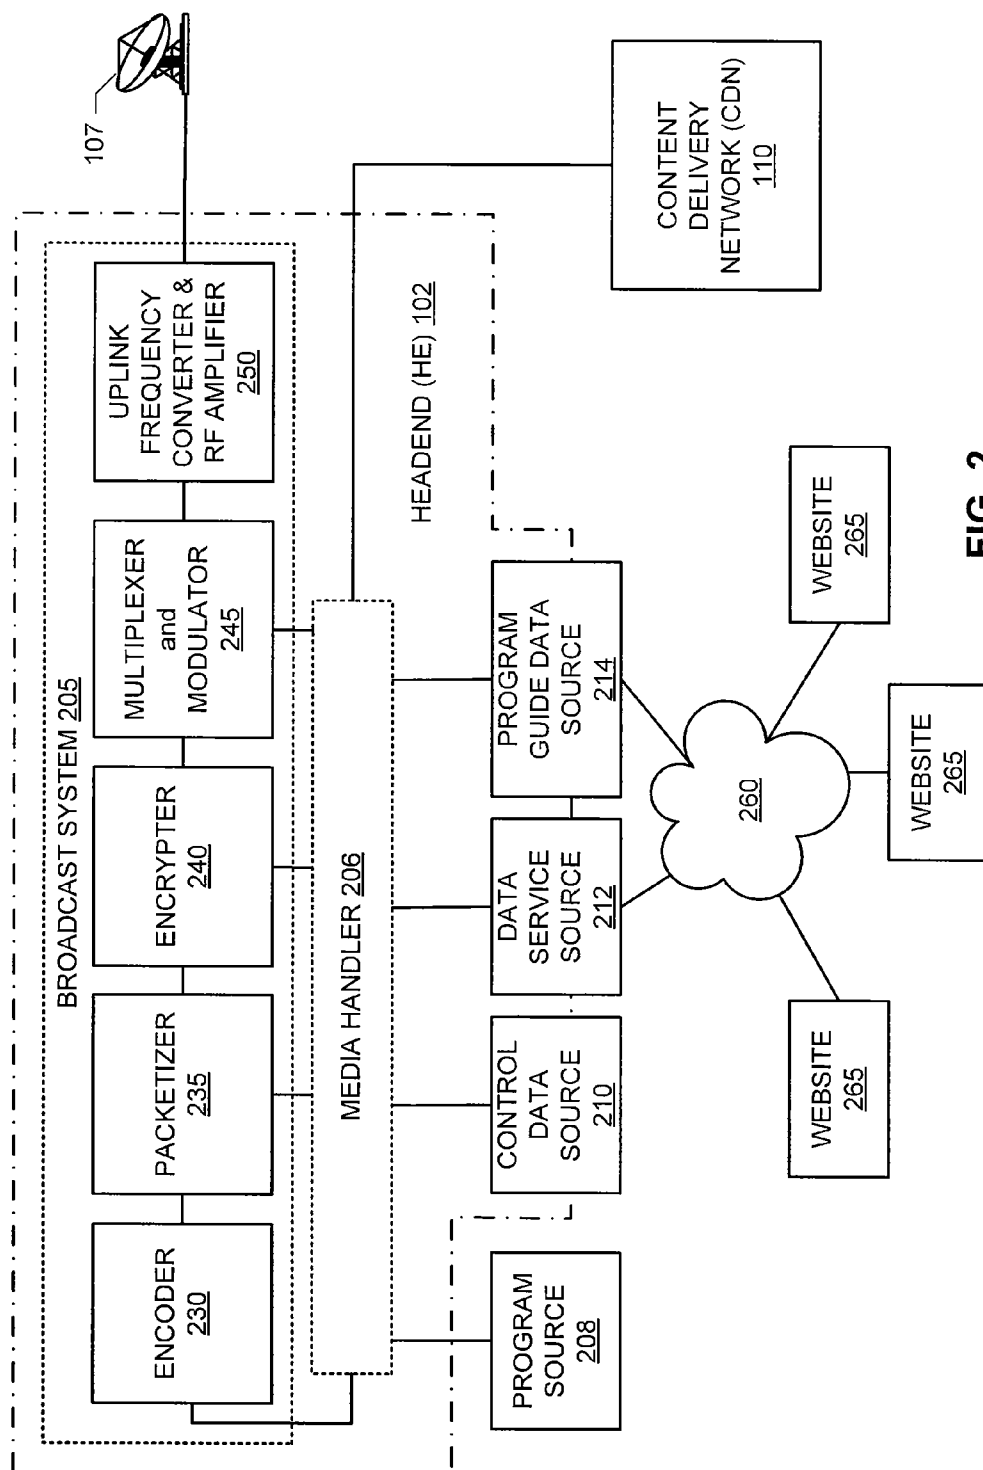 107
BROADCAST SYSTEM 205
ENCODER
230
PACKETIZER
235
ENCRYPTER
240
MULTIPLEXER
and
MODULATOR
245
UPLINK
FREQUENCY
CONVERTER &
RF AMPLIFIER
250
MEDIA HANDLER 206
HEADEND (HE) 102
CONTENT
DELIVERY
NETWORK (CDN)
110
PROGRAM
SOURCE
208
CONTROL
DATA
SOURCE
210
DATA
SERVICE
SOURCE
212
PROGRAM
GUIDE DATA
SOURCE
214
260
WEBSITE
265
WEBSITE
265
WEBSITE
265
FIG. 2